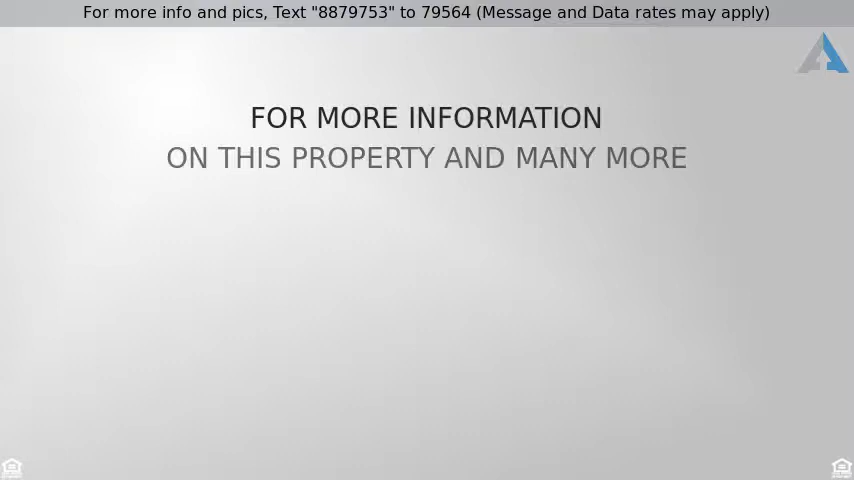 For more info and pics, Text "8879753" to 79564 (Message and Data rates may apply)
FOR MORE INFORMATION
ON THIS PROPERTY AND MANY MORE